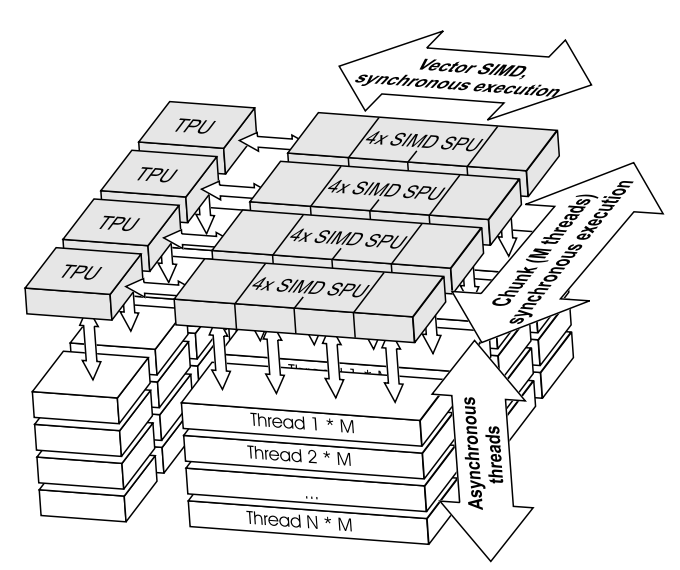 Vector SIMD,
synchronous execution
TPU
4x SIMD SPU
TPU
4x SIMD SPU
TPU
4x SIMD SPU
TPU
4x SIMD SPU
Chunk (M threads)
synchronous execution
Thread 1 * M
Thread 2 * M
...
Thread N * M
Asynchronous
threads